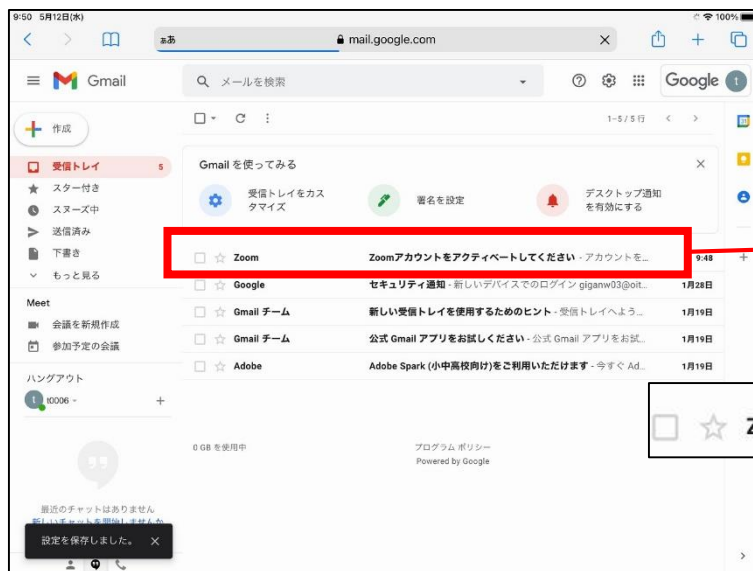 9:50 5月12日(水)
100%
ぁあ
mail.google.com
Gmail
メールを検索
Google
t
作成
1-5/5 行
受信トレイ 5
スター付き
スヌーズ中
送信済み
下書き
もっと見る
Gmail を使ってみる
受信トレイをカス
タマイズ
署名を設定
デスクトップ通知
を有効にする
Zoom Zoomアカウントをアクティベートしてください - アカウントを... 9:48
Google セキュリティ通知 - 新しいデバイスでのログイン giganw03@oit... 1月28日
Gmail チーム 新しい受信トレイを使用するためのヒント - 受信トレイへよう... 1月19日
Gmail チーム 公式 Gmail アプリをお試しください - 公式 Gmail アプリをお試... 1月19日
Adobe Adobe Spark (小中高校向け)をご利用いただけます - 今すぐ Ad... 1月19日
Meet
会議を新規作成
参加予定の会議
ハングアウト
t t0006
0 GB を使用中
プログラム ポリシー
Powered by Google
最近のチャットはありません
新しいチャットを開始しませんか
設定を保存しました。